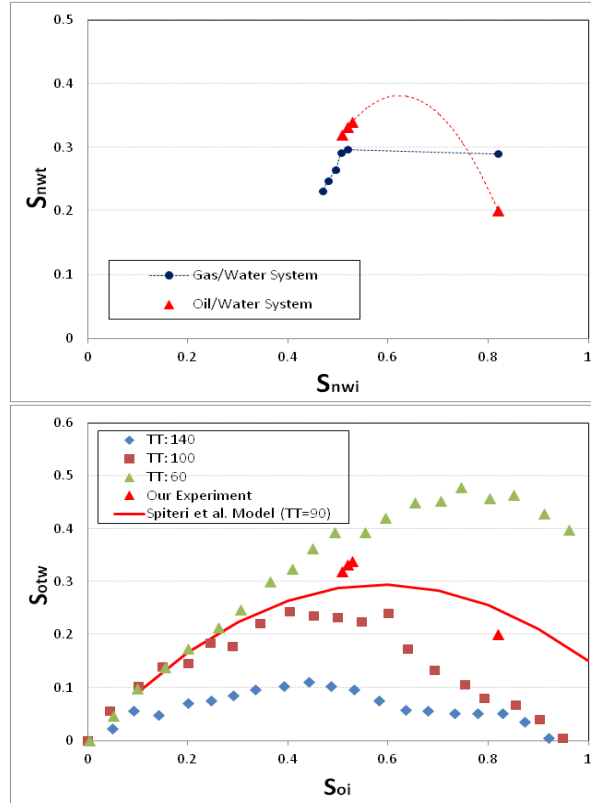 0.5
0.4
0.3
0.2
0.1
0
Snwt
Gas/Water System
Oil/Water System
0 0.2 0.4 0.6 0.8 1
Snwi
0.6
0.5
0.4
0.3
0.2
0.1
0
Sotw
TT: 140
TT: 100
TT: 60
Our Experiment
Spiteri et al. Model (TT=90)
0 0.2 0.4 0.6 0.8 1
Soi